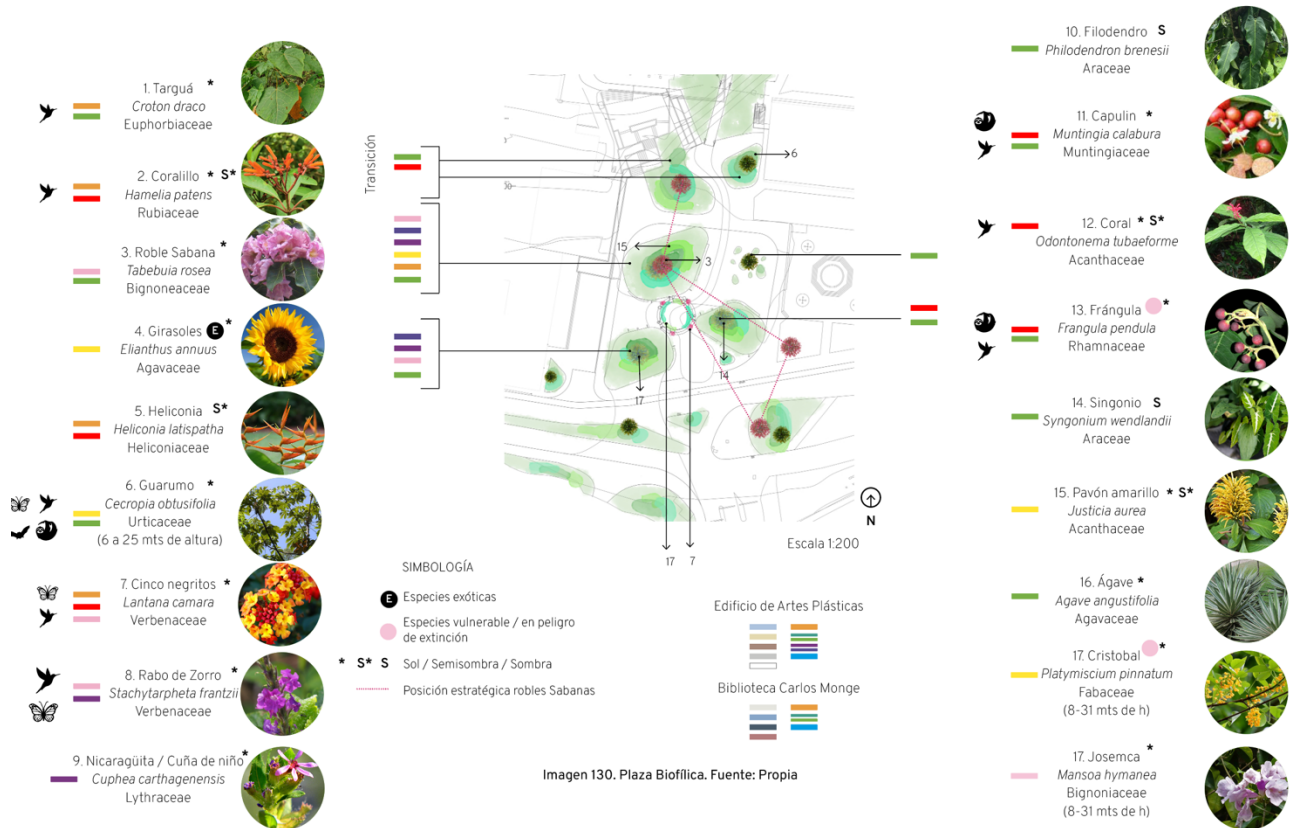 1. Targuá *
Croton draco
Euphorbiaceae
2. Coralillo * S*
Hamelia patens
Rubiaceae
3. Roble Sabana *
Tabebuia rosea
Bignoneaceae
4. Girasoles E *
Elianthus annuus
Agavaceae
5. Heliconia S*
Heliconia latispatha
Heliconiaceae
6. Guarumo *
Cecropia obtusifolia
Urticaceae
(6 a 25 mts de altura)
7. Cinco negritos *
Lantana camara
Verbenaceae
8. Rabo de Zorro *
Stachytarpheta frantzii
Verbenaceae
9. Nicaragüita / Cuña de niño *
Cuphea carthagenensis
Lythraceae
Transición
6
15
3
14
17
17 7
N
Escala 1:200
SIMBOLOGÍA
E Especies exóticas
Especies vulnerable / en peligro
de extinción
* S* S Sol / Semisombra / Sombra
Posición estratégica robles Sabanas
Edificio de Artes Plásticas
Biblioteca Carlos Monge
Imagen 130. Plaza Biofílica. Fuente: Propia
10. Filodendro S
Philodendron brenesii
Araceae
11. Capulin *
Muntingia calabura
Muntingiaceae
12. Coral * S*
Odontonema tubaeforme
Acanthaceae
13. Frángula *
Frangula pendula
Rhamnaceae
14. Singonio S
Syngonium wendlandii
Araceae
15. Pavón amarillo * S*
Justicia aurea
Acanthaceae
16. Ágave *
Agave angustifolia
Agavaceae
17. Cristobal *
Platymiscium pinnatum
Fabaceae
(8-31 mts de h)
17. Josemca *
Mansoa hymanea
Bignoniaceae
(8-31 mts de h)